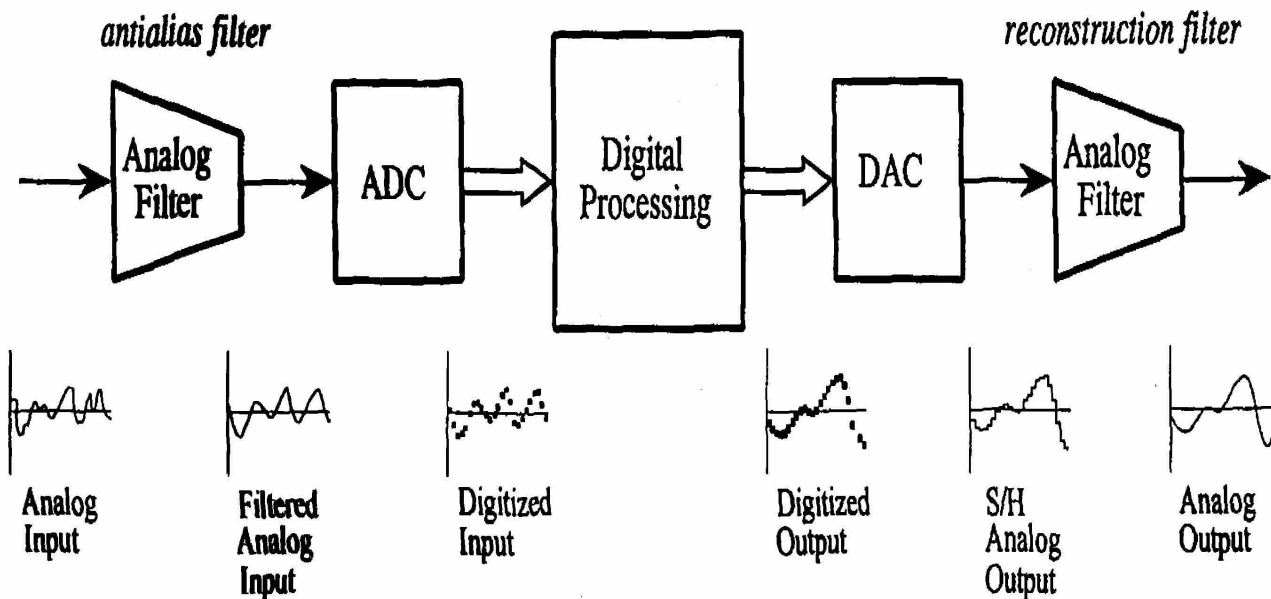 antialias filter
reconstruction filter
Analog
Filter
ADC
Digital
Processing
DAC
Analog
Filter
Analog
Input
Filtered
Analog
Input
Digitized
Input
Digitized
Output
S/H
Analog
Output
Analog
Output